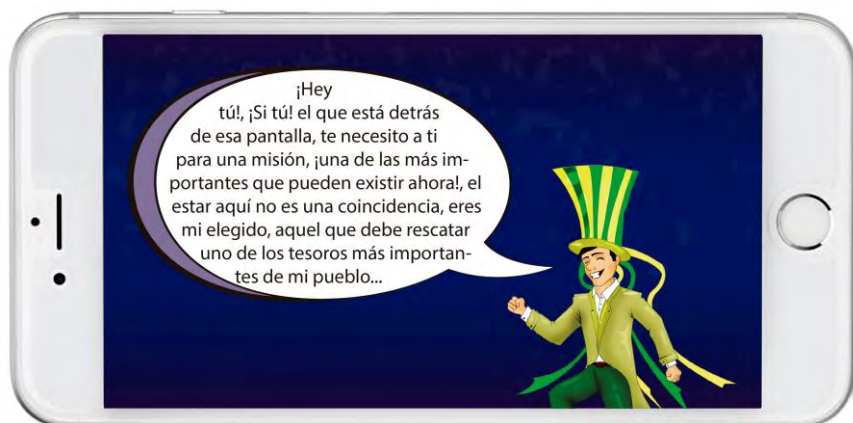 ¡Hey
tú!, ¡Si tú! el que está detrás
de esa pantalla, te necesito a ti
para una misión, ¡una de las más im-
portantes que pueden existir ahora!, el
estar aquí no es una coincidencia, eres
mi elegido, aquel que debe rescatar
uno de los tesoros más importan-
tes de mi pueblo...